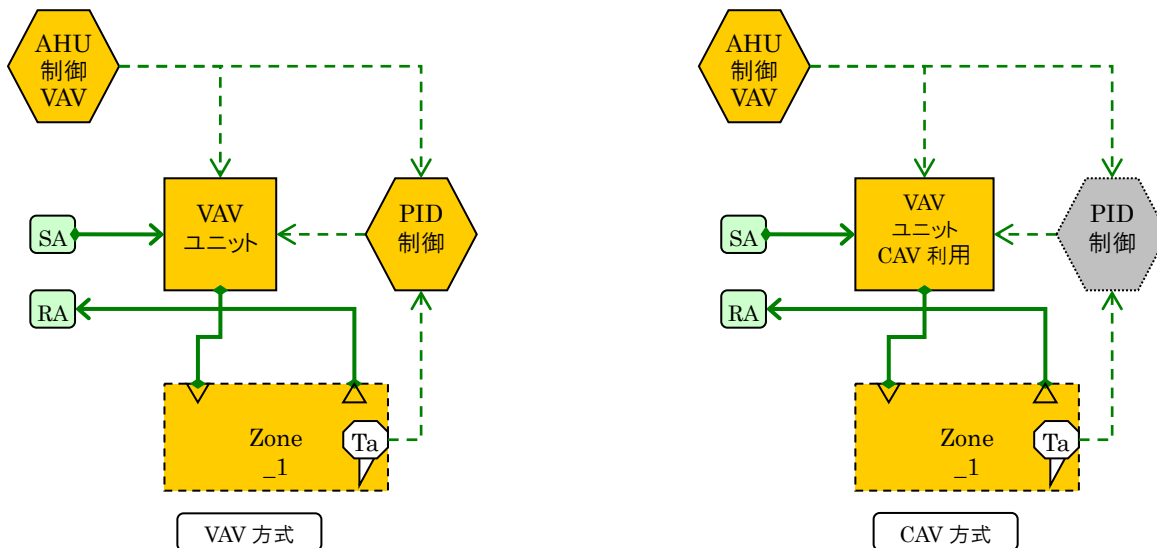 AHU
制御
VAV
VAV
ユニット
PID
制御
SA
RA
Zone
_1
Ta
VAV 方式
AHU
制御
VAV
VAV
ユニット
CAV 利用
PID
制御
SA
RA
Zone
_1
Ta
CAV 方式